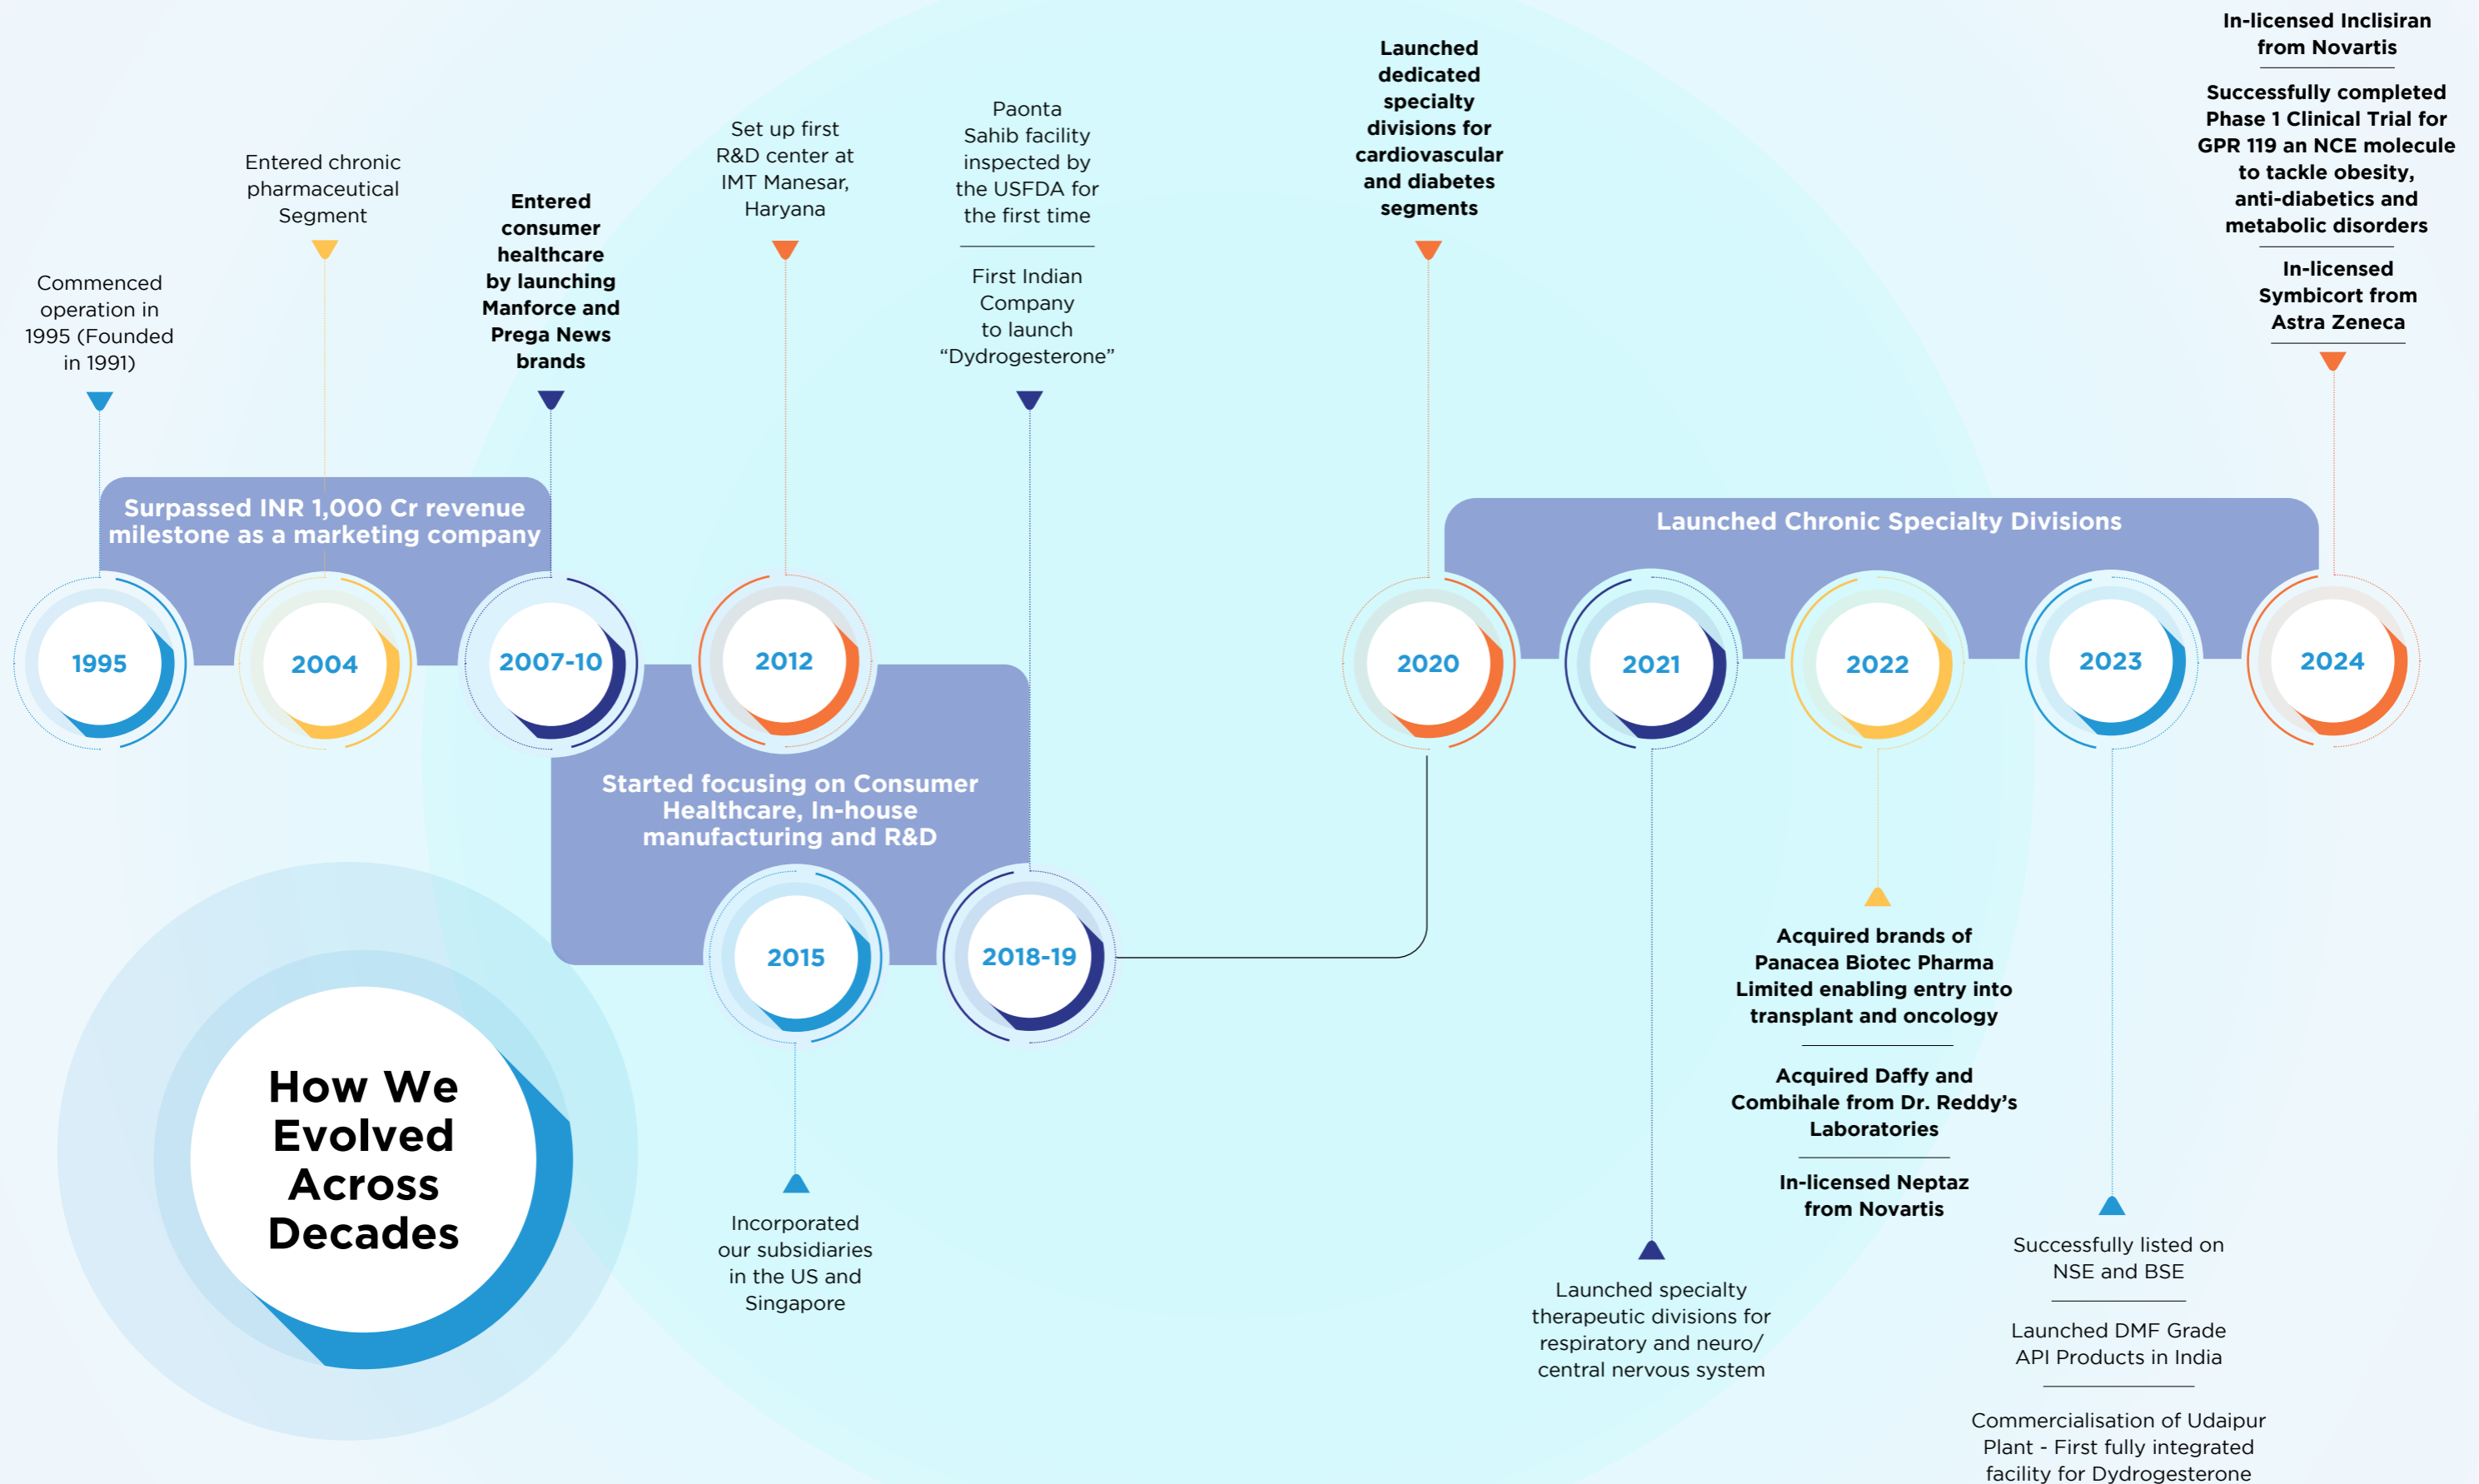 Commenced
operation in
1995 (Founded
in 1991)
Entered chronic
pharmaceutical
Segment
Entered
consumer
healthcare
by launching
Manforce and
Prega News
brands
Set up first
R&D center at
IMT Manesar,
Haryana
Paonta
Sahib facility
inspected by
the USFDA for
the first time
First Indian
Company
to launch
“Dydrogesterone”
Launched
dedicated
specialty
divisions for
cardiovascular
and diabetes
segments
In-licensed Inclisiran
from Novartis
Successfully completed
Phase 1 Clinical Trial for
GPR 119 an NCE molecule
to tackle obesity,
anti-diabetics and
metabolic disorders
In-licensed
Symbicort from
Astra Zeneca
Surpassed INR 1,000 Cr revenue
milestone as a marketing company
Launched Chronic Specialty Divisions
1995
2004
2007-10
2012
2020
2021
2022
2023
2024
Started focusing on Consumer
Healthcare, In-house
manufacturing and R&D
2015
2018-19
How We
Evolved
Across
Decades
Incorporated
our subsidiaries
in the US and
Singapore
Launched specialty
therapeutic divisions for
respiratory and neuro/
central nervous system
Acquired brands of
Panacea Biotec Pharma
Limited enabling entry into
transplant and oncology
Acquired Daffy and
Combihale from Dr. Reddy’s
Laboratories
In-licensed Neptaz
from Novartis
Successfully listed on
NSE and BSE
Launched DMF Grade
API Products in India
Commercialisation of Udaipur
Plant - First fully integrated
facility for Dydrogesterone